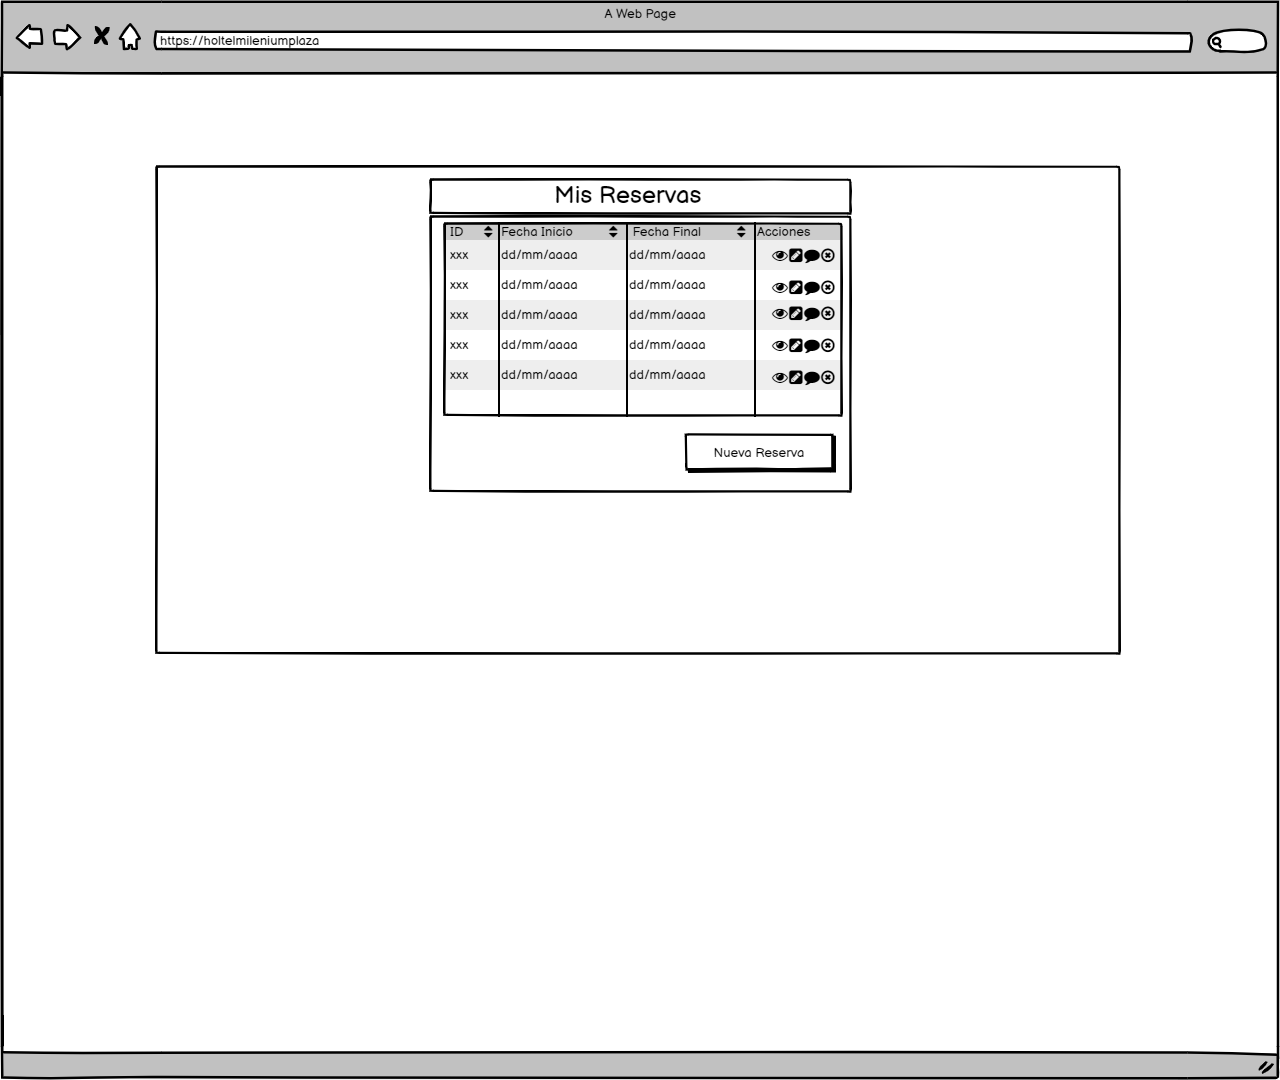 A Web Page
https://holtelmileniumplaza
Mis Reservas
ID Fecha Inicio Fecha Final Acciones
xxx dd/mm/aaaa dd/mm/aaaa
xxx dd/mm/aaaa dd/mm/aaaa
xxx dd/mm/aaaa dd/mm/aaaa
xxx dd/mm/aaaa dd/mm/aaaa
xxx dd/mm/aaaa dd/mm/aaaa
Nueva Reserva